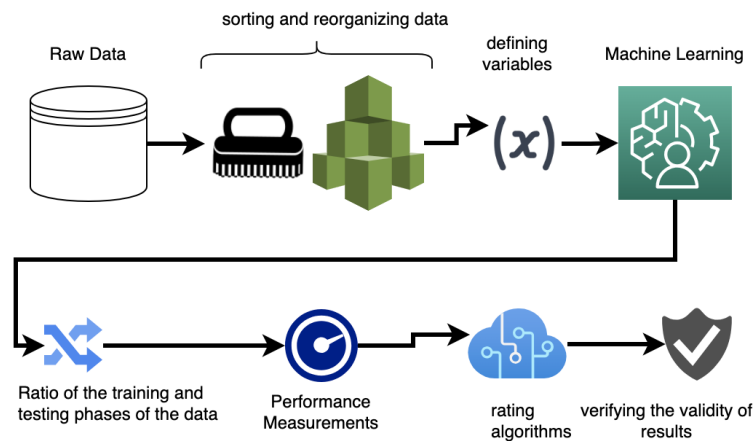 sorting and reorganizing data
Raw Data
defining
variables
Machine Learning
(x)
Ratio of the training and
testing phases of the data
Performance
Measurements
rating
algorithms
verifying the validity of
results